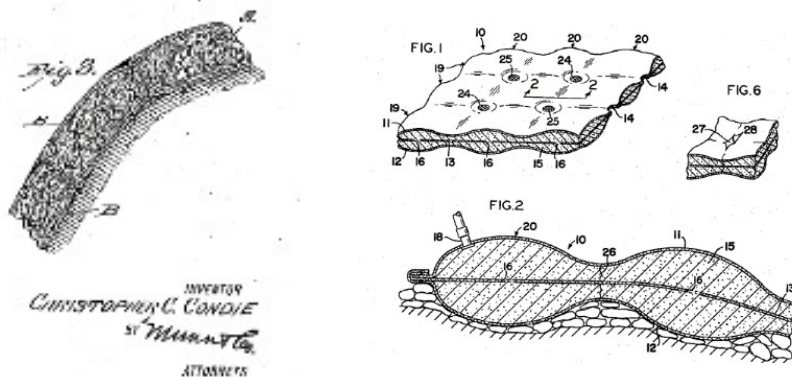 Fig. 3.
A
B
B
INVENTOR
CHRISTOPHER C. CONDIE
BY
Munn & Co.
ATTORNEYS
FIG. 1
10
20
20
20
25
24
19
2
2
24
19
14
14
11
25
12
16
13
16
15
16
FIG. 6
27
28
FIG. 2
18
20
10
26
11
15
16
16
13
12